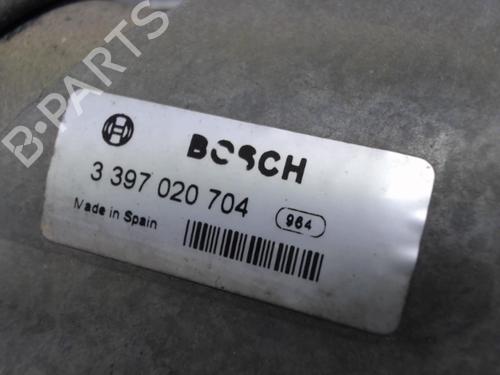 B-PARTS
BOSCH
3 397 020 704
Made in Spain
964